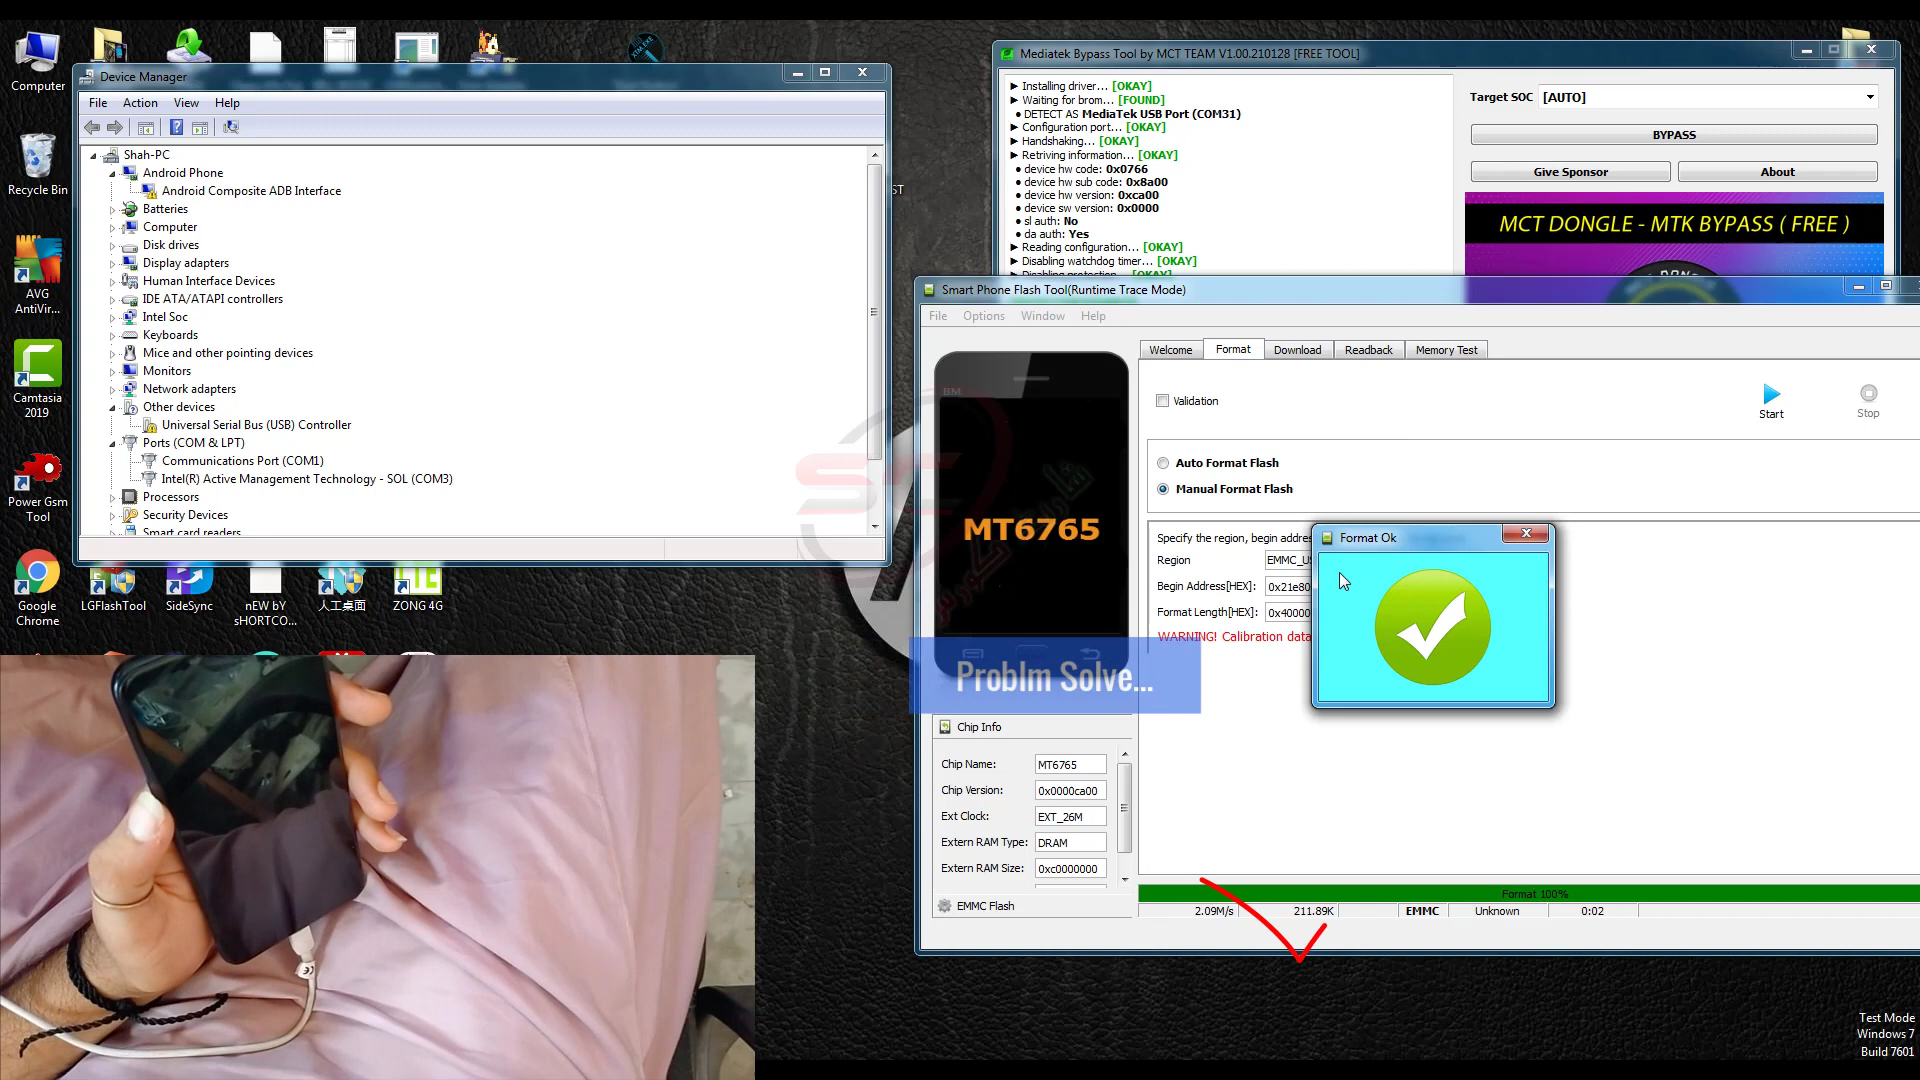 Computer
Recycle Bin
AVG
AntiVir...
Camtasia
2019
Power Gsm
Tool
Google
Chrome
LGFlashTool
SideSync
nEW bY
sHORTCO...
人工桌面
ZONG 4G
Device Manager
File Action View Help
Shah-PC
Android Phone
Android Composite ADB Interface
Batteries
Computer
Disk drives
Display adapters
Human Interface Devices
IDE ATA/ATAPI controllers
Intel Soc
Keyboards
Mice and other pointing devices
Monitors
Network adapters
Other devices
Universal Serial Bus (USB) Controller
Ports (COM & LPT)
Communications Port (COM1)
Intel(R) Active Management Technology - SOL (COM3)
Processors
Security Devices
Smart card readers
ST
Mediatek Bypass Tool by MCT TEAM V1.00.210128 [FREE TOOL]
Installing driver... [OKAY]
Waiting for brom... [FOUND]
• DETECT AS MediaTek USB Port (COM31)
Configuration port... [OKAY]
Handshaking... [OKAY]
Retriving information... [OKAY]
• device hw code: 0x0766
• device hw sub code: 0x8a00
• device hw version: 0xca00
• device sw version: 0x0000
• sl auth: No
• da auth: Yes
Reading configuration... [OKAY]
Disabling watchdog timer... [OKAY]
Disabling protection... [OKAY]
Target SOC [AUTO]
BYPASS
Give Sponsor About
MCT DONGLE - MTK BYPASS ( FREE )
Smart Phone Flash Tool(Runtime Trace Mode)
File Options Window Help
Welcome Format Download Readback Memory Test
Validation
Start
Stop
Auto Format Flash
Manual Format Flash
Specify the region, begin addre
Region EMMC_U
Begin Address[HEX]: 0x21e80
Format Length[HEX]: 0x40000
WARNING! Calibration data
Format Ok
BM
MT6765
Problm Solve...
Chip Info
Chip Name: MT6765
Chip Version: 0x0000ca00
Ext Clock: EXT_26M
Extern RAM Type: DRAM
Extern RAM Size: 0xc0000000
EMMC Flash
Format 100%
2.09M/s 211.89K EMMC Unknown 0:02
Test Mode
Windows 7
Build 7601